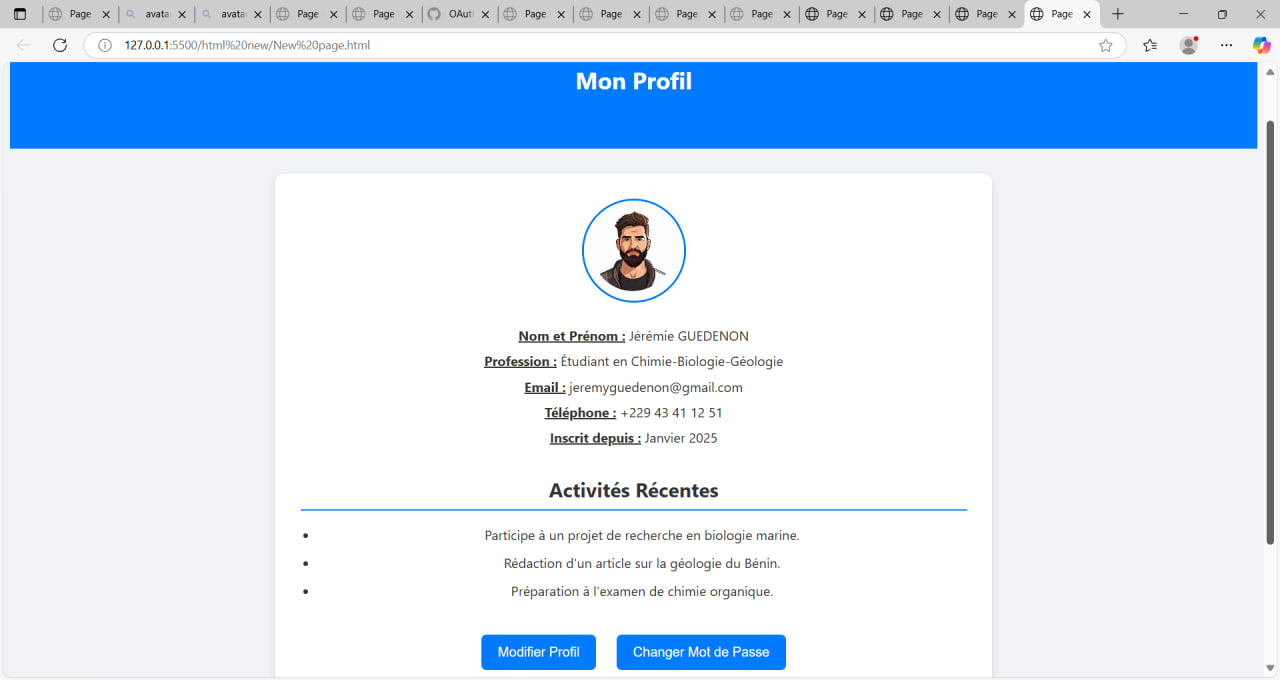 Page
avata
avata
Page
Page
OAut
Page
Page
Page
Page
Page
Page
Page
Page
127.0.0.1:5500/html%20new/New%20page.html
Mon Profil
Nom et Prénom : Jérémie GUEDENON
Profession : Étudiant en Chimie-Biologie-Géologie
Email : jeremyguedenon@gmail.com
Téléphone : +229 43 41 12 51
Inscrit depuis : Janvier 2025
Activités Récentes
• Participe à un projet de recherche en biologie marine.
• Rédaction d'un article sur la géologie du Bénin.
• Préparation à l'examen de chimie organique.
Modifier Profil
Changer Mot de Passe